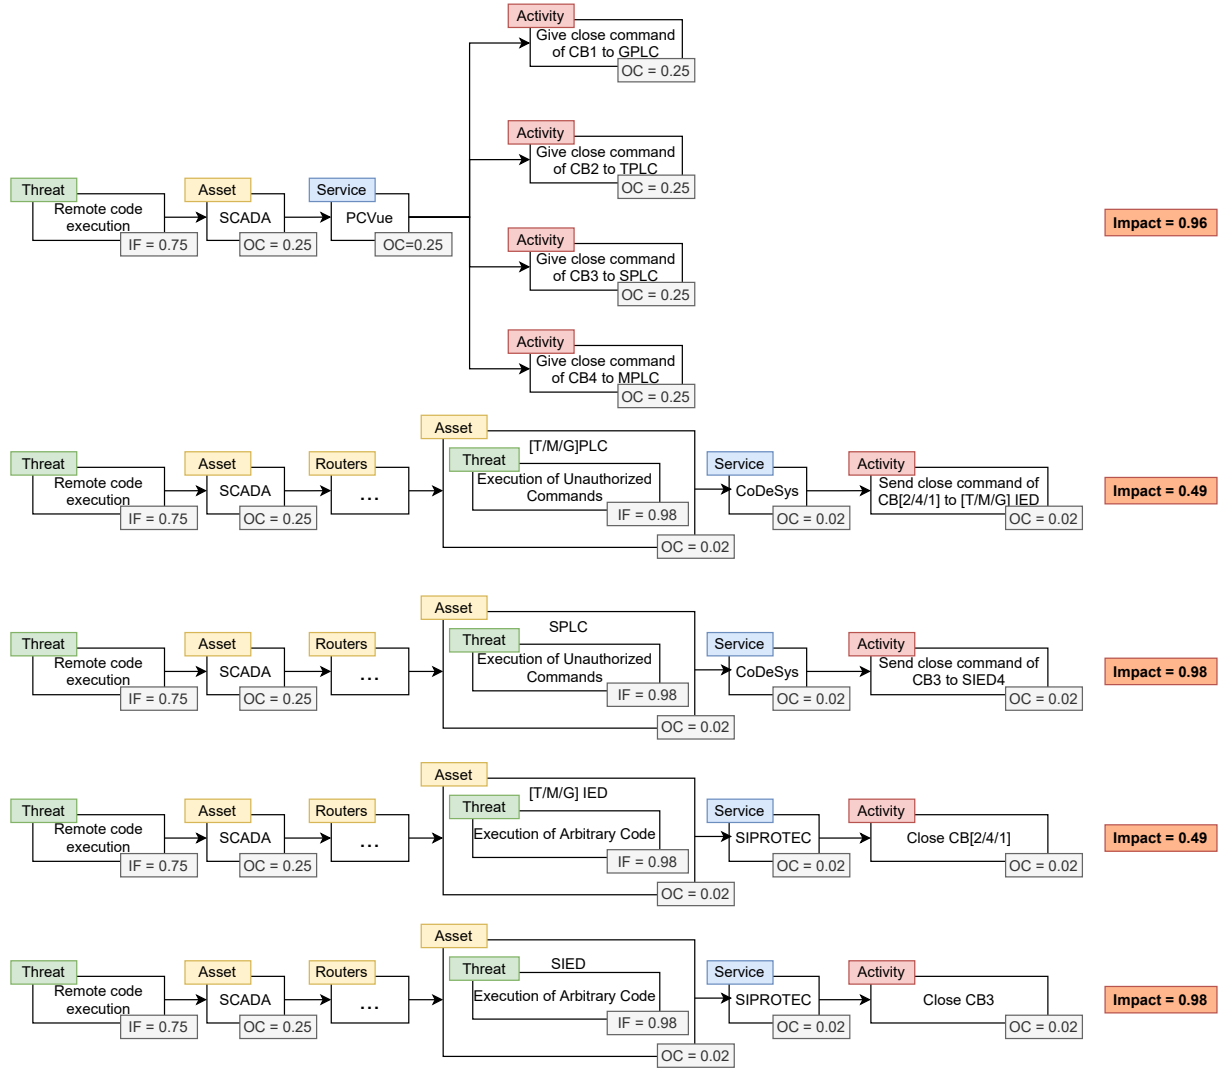 Activity
Give close command
of CB1 to GPLC
OC = 0.25
Activity
Give close command
of CB2 to TPLC
OC = 0.25
Threat
Remote code
execution
IF = 0.75
Asset
SCADA
OC = 0.25
Service
PCVue
OC=0.25
Impact = 0.96
Activity
Give close command
of CB3 to SPLC
OC = 0.25
Activity
Give close command
of CB4 to MPLC
OC = 0.25
Threat
Remote code
execution
IF = 0.75
Asset
SCADA
OC = 0.25
Routers
...
Asset
[T/M/G]PLC
Threat
Execution of Unauthorized
Commands
IF = 0.98
OC = 0.02
Service
CoDeSys
OC = 0.02
Activity
Send close command of
CB[2/4/1] to [T/M/G] IED
OC = 0.02
Impact = 0.49
Threat
Remote code
execution
IF = 0.75
Asset
SCADA
OC = 0.25
Routers
...
Asset
SPLC
Threat
Execution of Unauthorized
Commands
IF = 0.98
OC = 0.02
Service
CoDeSys
OC = 0.02
Activity
Send close command of
CB3 to SIED4
OC = 0.02
Impact = 0.98
Threat
Remote code
execution
IF = 0.75
Asset
SCADA
OC = 0.25
Routers
...
Asset
[T/M/G] IED
Threat
Execution of Arbitrary Code
IF = 0.98
OC = 0.02
Service
SIPROTEC
OC = 0.02
Activity
Close CB[2/4/1]
OC = 0.02
Impact = 0.49
Threat
Remote code
execution
IF = 0.75
Asset
SCADA
OC = 0.25
Routers
...
Asset
SIED
Threat
Execution of Arbitrary Code
IF = 0.98
OC = 0.02
Service
SIPROTEC
OC = 0.02
Activity
Close CB3
OC = 0.02
Impact = 0.98